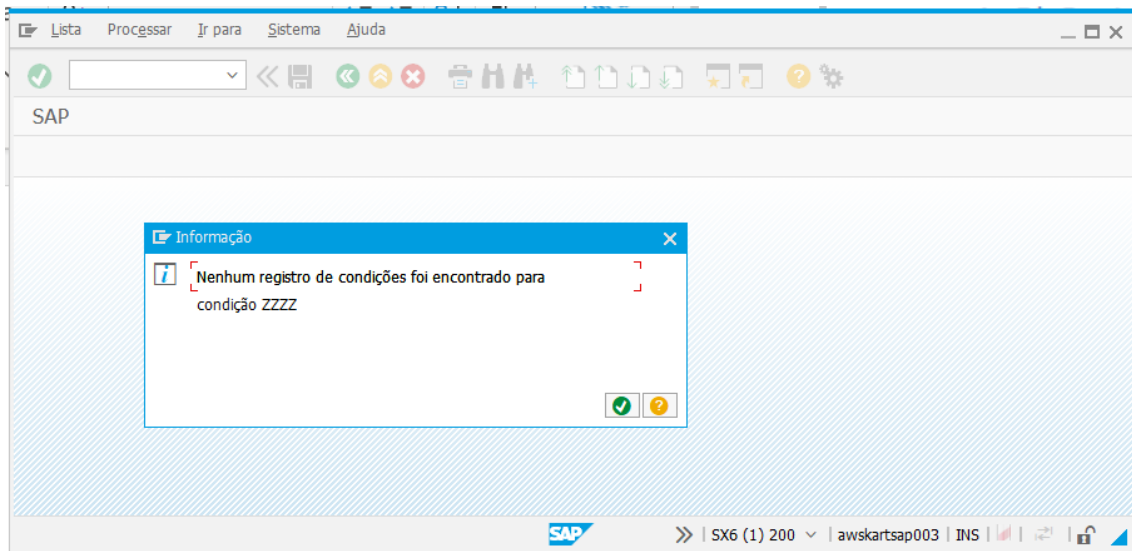 Lista Processar Ir para Sistema Ajuda
SAP
Informação
Nenhum registro de condições foi encontrado para
condição ZZZZ
SAP SX6 (1) 200 awskartsap003 INS